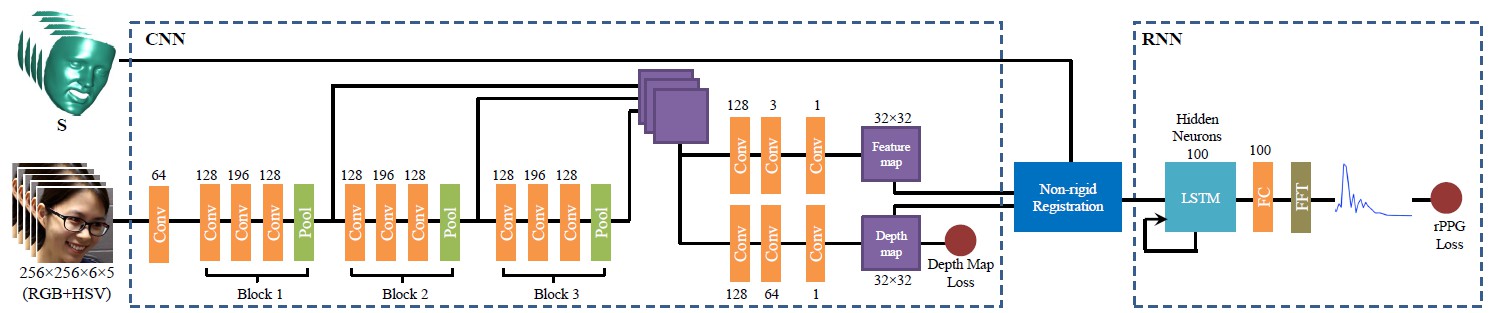 CNN
RNN
S
256×256×6×5
(RGB+HSV)
64
Conv
128 196 128
Conv Conv Conv Pool
Block 1
128 196 128
Conv Conv Conv Pool
Block 2
128 196 128
Conv Conv Conv Pool
Block 3
128 3 1
Conv Conv Conv
32×32
Feature
map
Conv Conv Conv
128 64 1
Depth
map
32×32
Depth Map
Loss
Non-rigid
Registration
Hidden
Neurons
100
LSTM
100
FC
FFT
rPPG
Loss